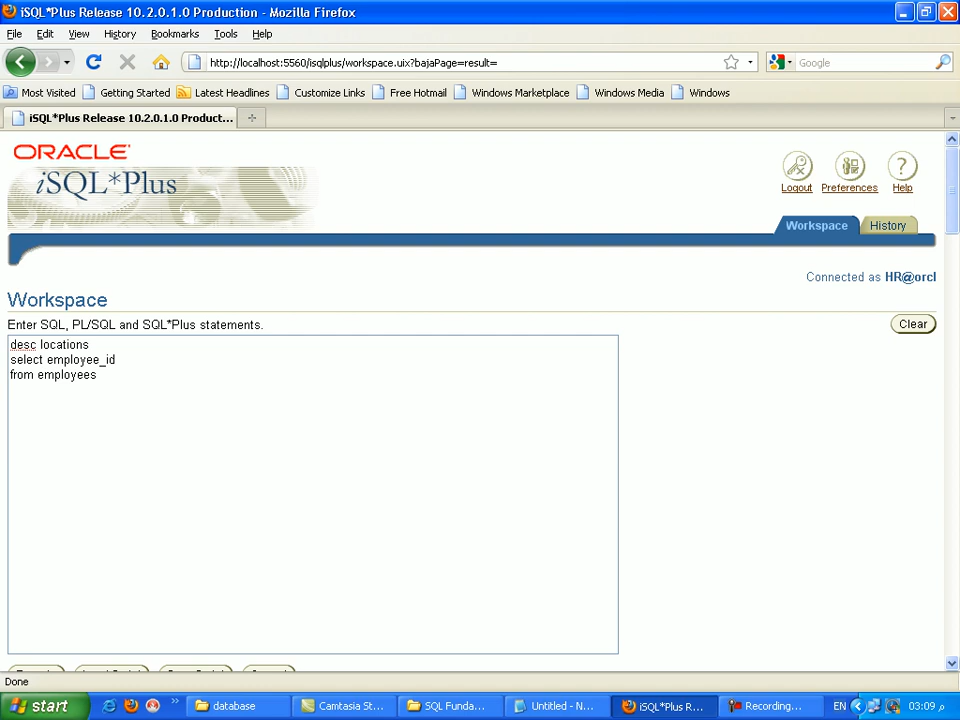 iSQL*Plus Release 10.2.0.1.0 Production - Mozilla Firefox
File Edit View History Bookmarks Tools Help
http://localhost:5560/isqlplus/workspace.uix?bajaPage=result=
Google
Most Visited Getting Started Latest Headlines Customize Links Free Hotmail Windows Marketplace Windows Media Windows
iSQL*Plus Release 10.2.0.1.0 Product...
ORACLE
iSQL*Plus
Logout Preferences Help
Workspace History
Connected as HR@orcl
Workspace
Enter SQL, PL/SQL and SQL*Plus statements.
Clear
desc locations
select employee_id
from employees
Done
start database Camtasia St... SQL Funda... Untitled - N... iSQL*Plus R... Recording... EN 03:09 م